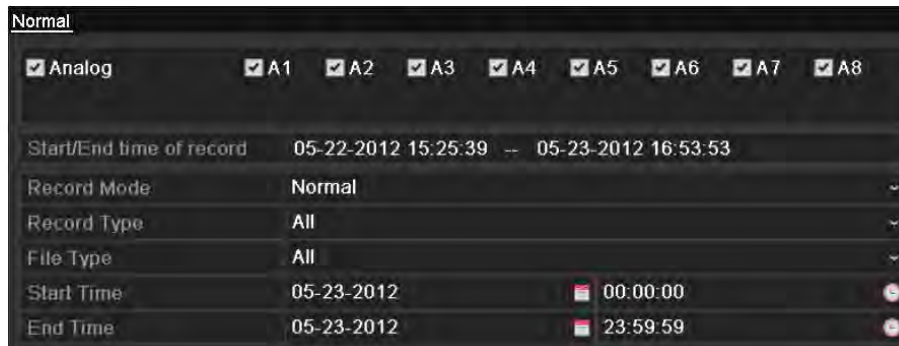 Normal
Analog A1 A2 A3 A4 A5 A6 A7 A8
Start/End time of record 05-22-2012 15:25:39 -- 05-23-2012 16:53:53
Record Mode Normal
Record Type All
File Type All
Start Time 05-23-2012 00:00:00
End Time 05-23-2012 23:59:59